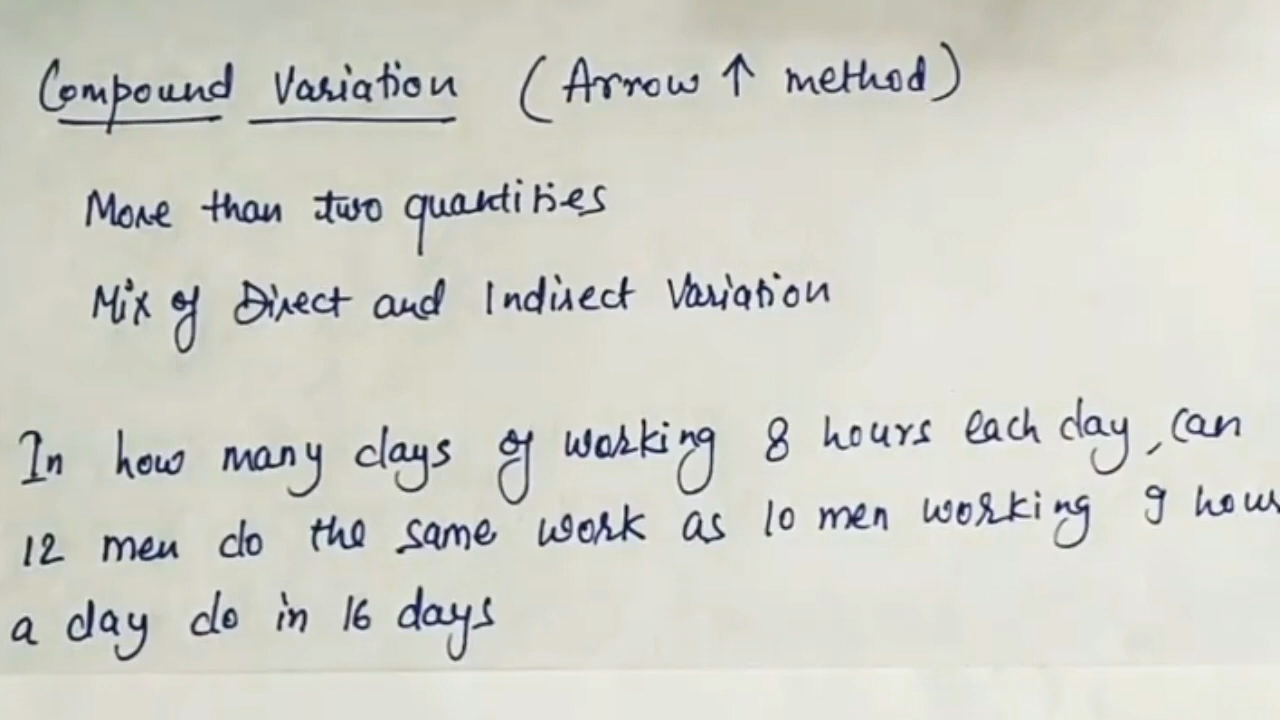 Compound Variation (Arrow ↑ method)
More than two quantities
Mix of Direct and Indirect Variation
In how many days of working 8 hours each day, can
12 men do the same work as 10 men working 9 hour
a day do in 16 days